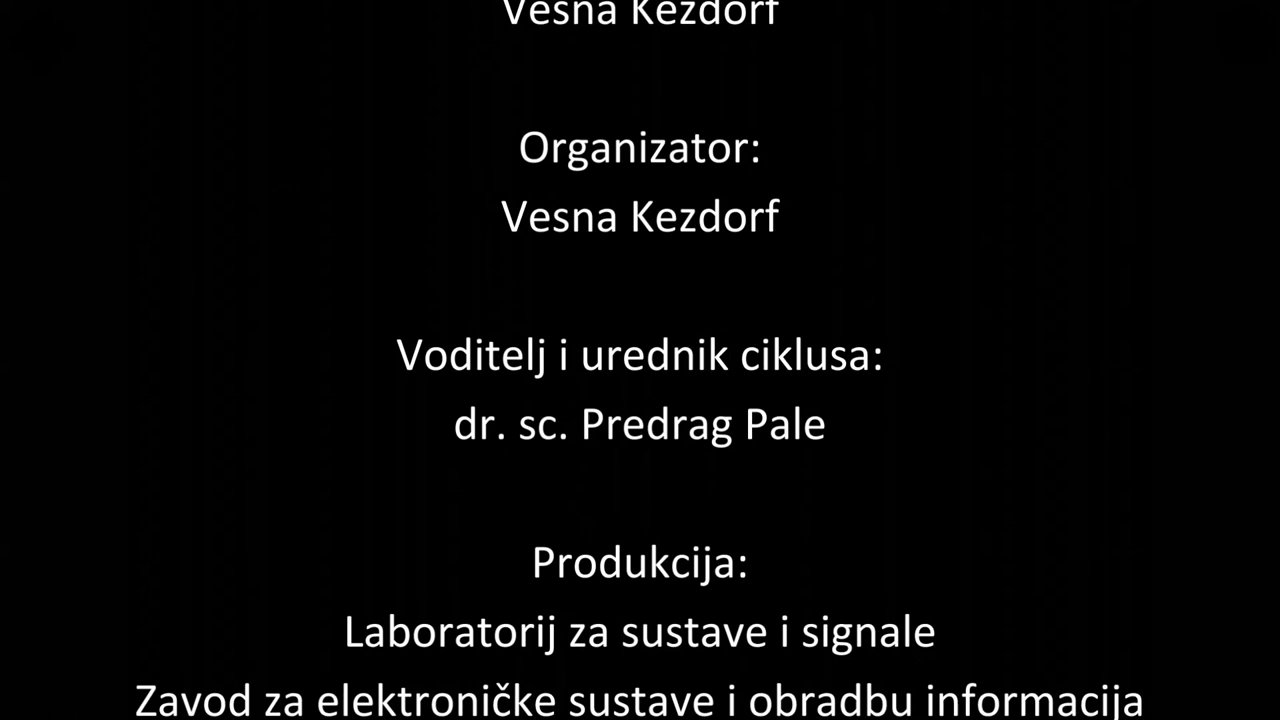 Vesna Kezdorf
Organizator:
Vesna Kezdorf
Voditelj i urednik ciklusa:
dr. sc. Predrag Pale
Produkcija:
Laboratorij za sustave i signale
Zavod za elektroničke sustave i obradbu informacija